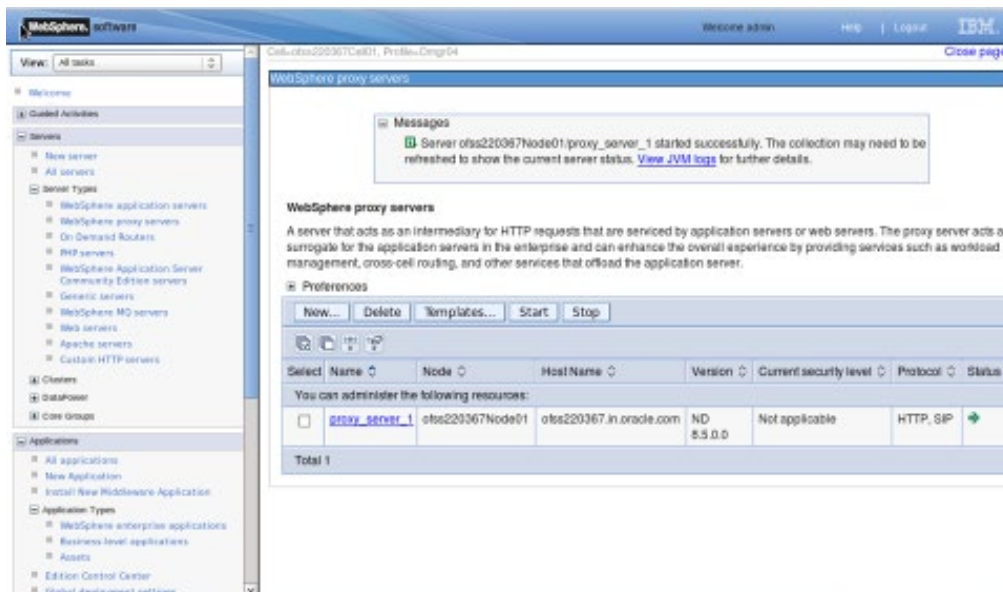 WebSphere. software
Welcome admin
Help | Logout
IBM.
View: All tasks
Cell=ofss220367Cell01, Profile=Dmgr04
Close page
Welcome
Guided Activities
Servers
New server
All servers
Server Types
WebSphere application servers
WebSphere proxy servers
On Demand Routers
PHP servers
WebSphere Application Server
Community Edition servers
Generic servers
WebSphere MQ servers
Web servers
Apache servers
Custom HTTP servers
Clusters
DataPower
Core Groups
Applications
All applications
New Application
Install New Middleware Application
Application Types
WebSphere enterprise applications
Business-level applications
Assets
Edition Control Center
Global deployment settings
WebSphere proxy servers
Messages
Server ofss220367Node01/proxy_server_1 started successfully. The collection may need to be
refreshed to show the current server status. View JVM logs for further details.
WebSphere proxy servers
A server that acts as an intermediary for HTTP requests that are serviced by application servers or web servers. The proxy server acts a
surrogate for the application servers in the enterprise and can enhance the overall experience by providing services such as workload
management, cross-cell routing, and other services that offload the application server.
Preferences
New... Delete Templates... Start Stop
Select Name Node Host Name Version Current security level Protocol Status
You can administer the following resources:
proxy_server_1 ofss220367Node01 ofss220367.in.oracle.com ND Not applicable HTTP, SIP
8.5.0.0
Total 1